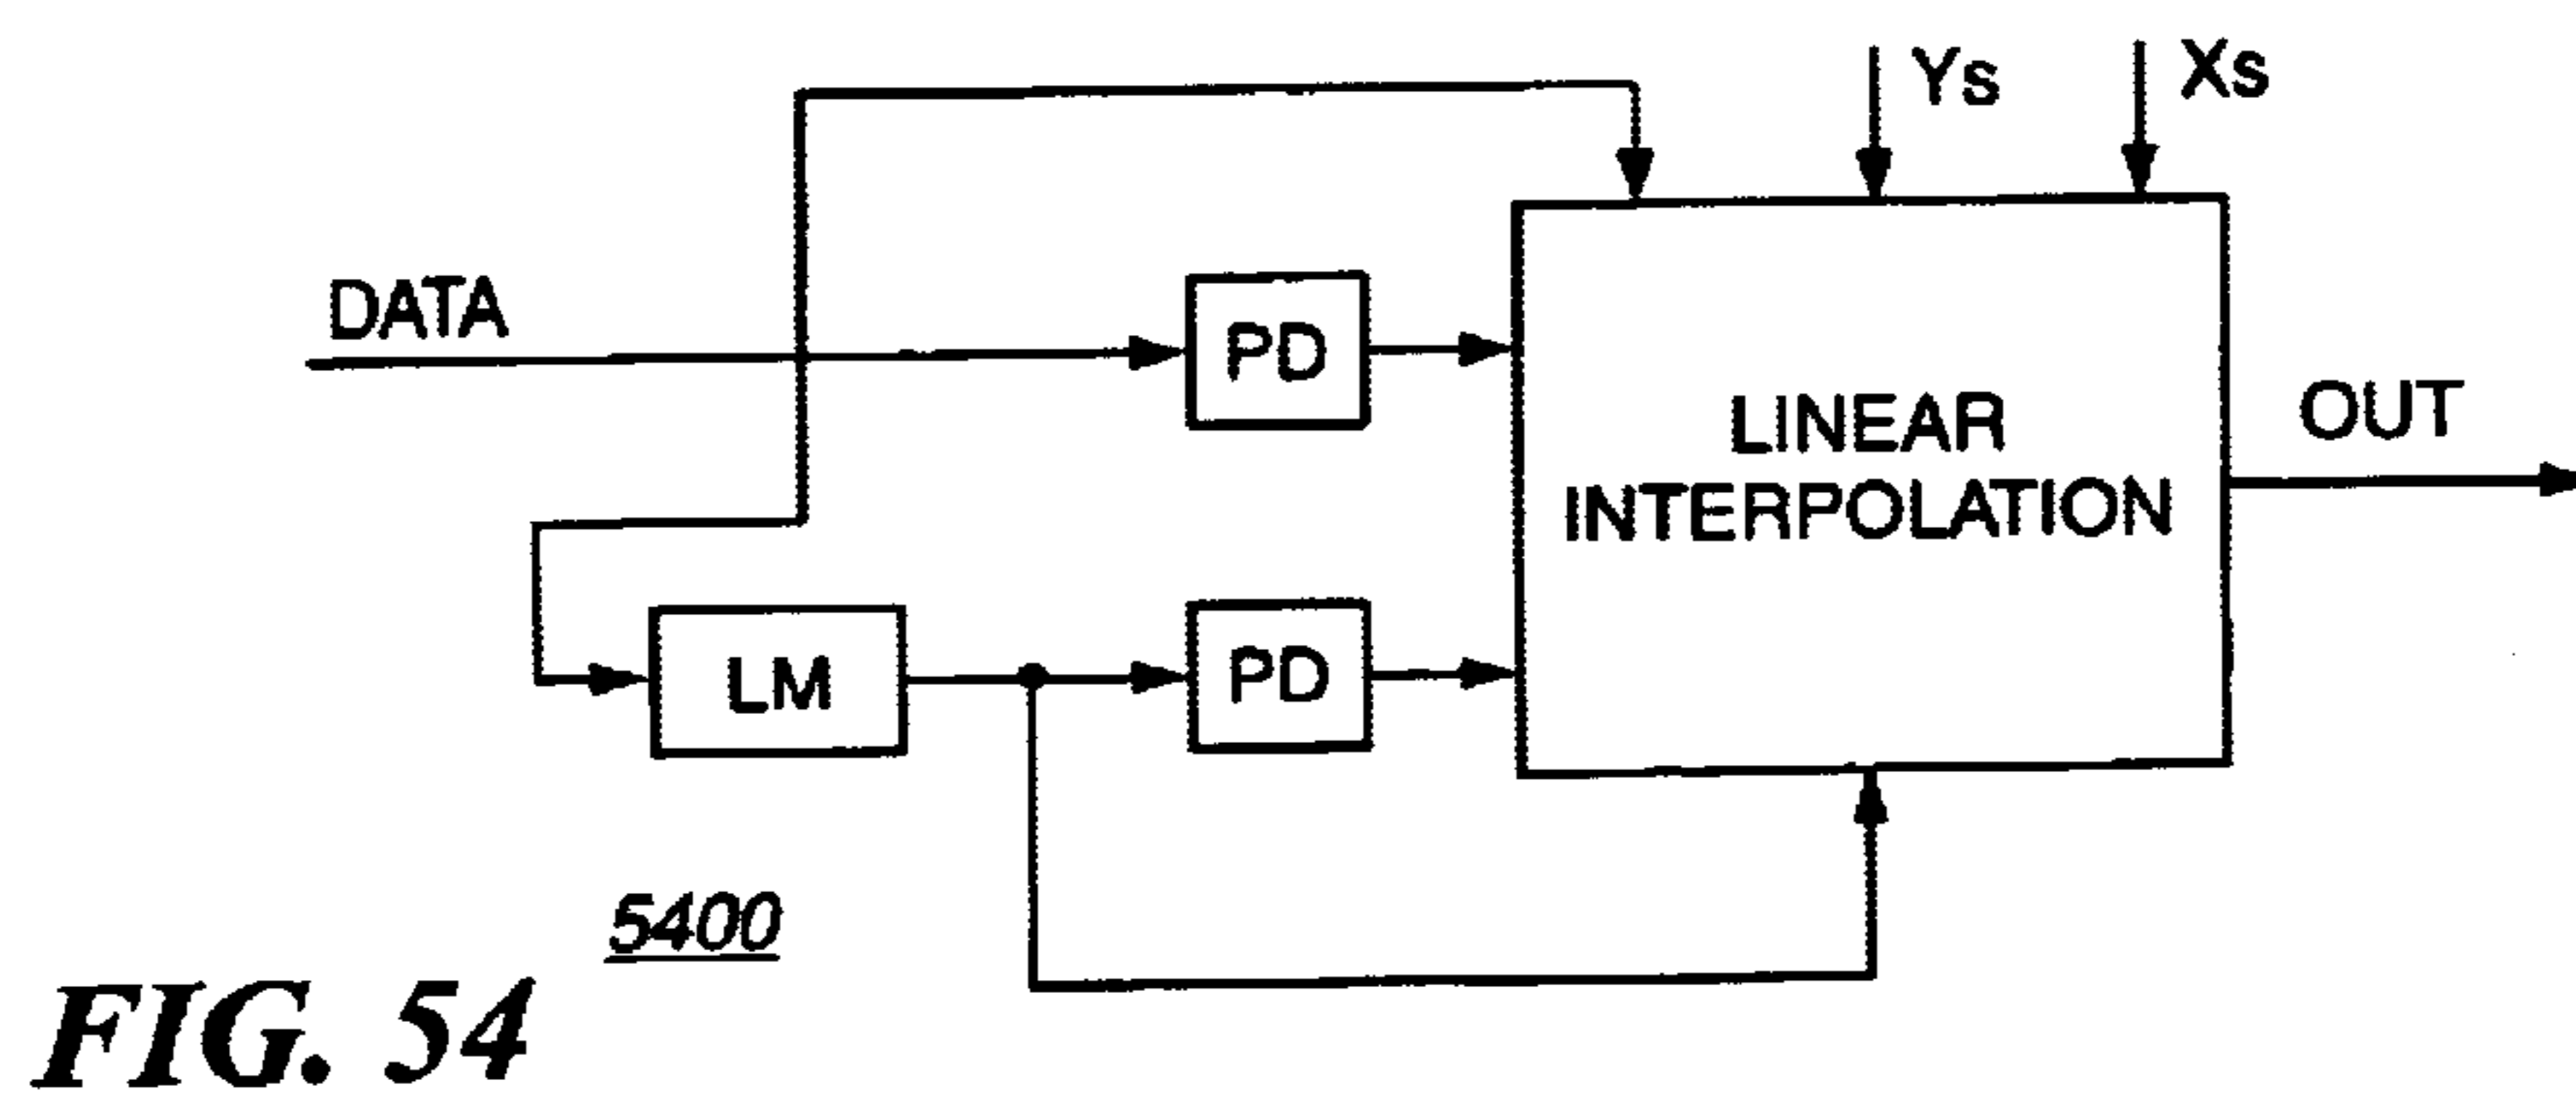 Ys
Xs
DATA
PD
LINEAR
INTERPOLATION
OUT
LM
PD
5400
FIG. 54